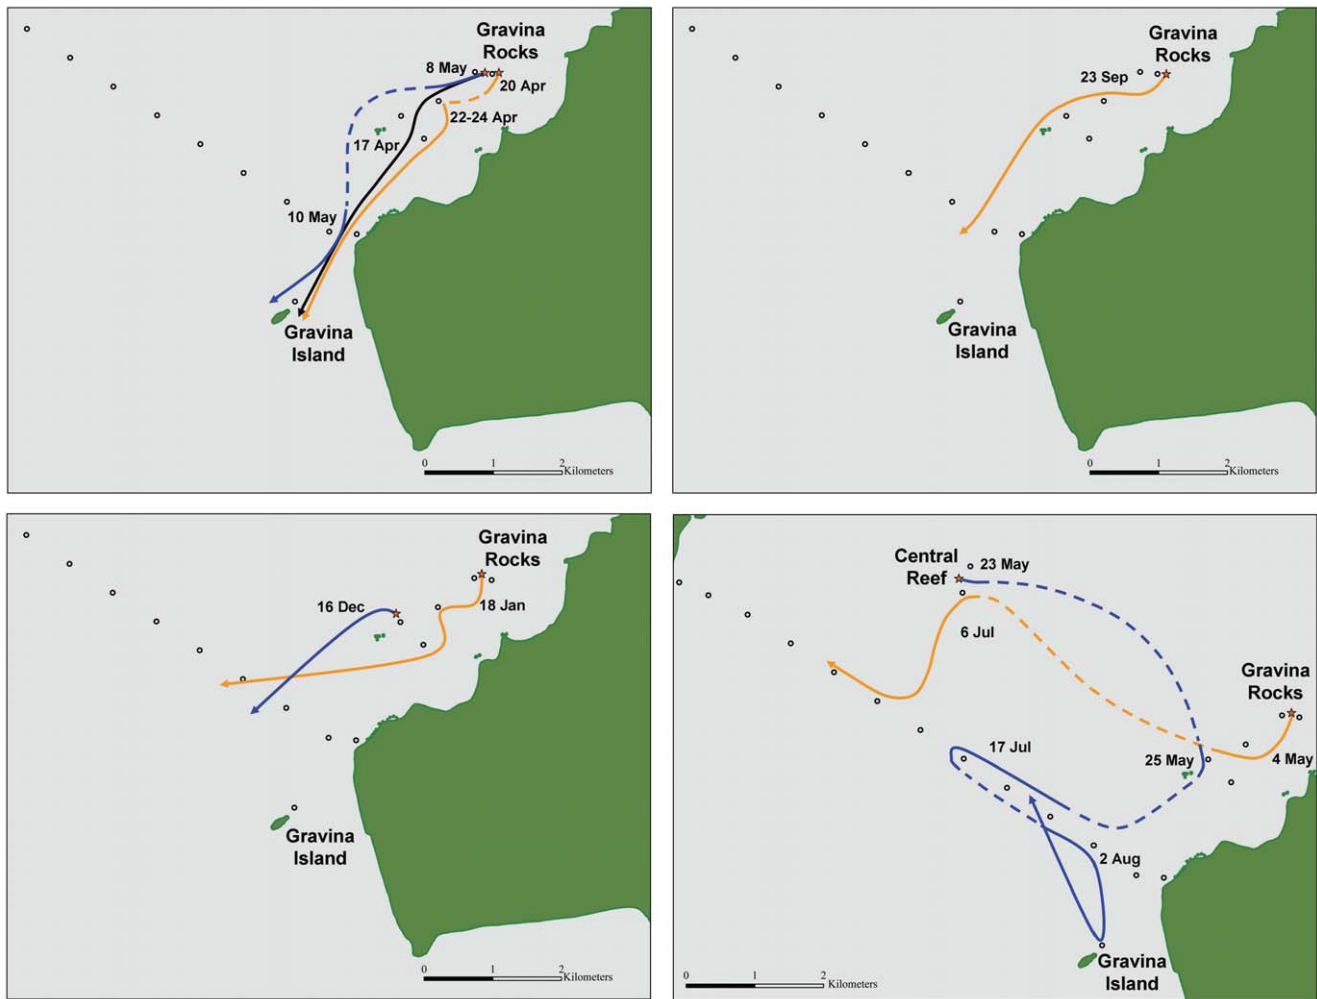 Gravina
Rocks
8 May
20 Apr
22-24 Apr
17 Apr
10 May
Gravina
Island
0 1 2
Kilometers
Gravina
Rocks
23 Sep
Gravina
Island
0 1 2
Kilometers
Gravina
Rocks
16 Dec
18 Jan
Gravina
Island
0 1 2
Kilometers
Central
Reef
23 May
6 Jul
Gravina
Rocks
17 Jul
25 May
4 May
2 Aug
Gravina
Island
0 1 2
Kilometers